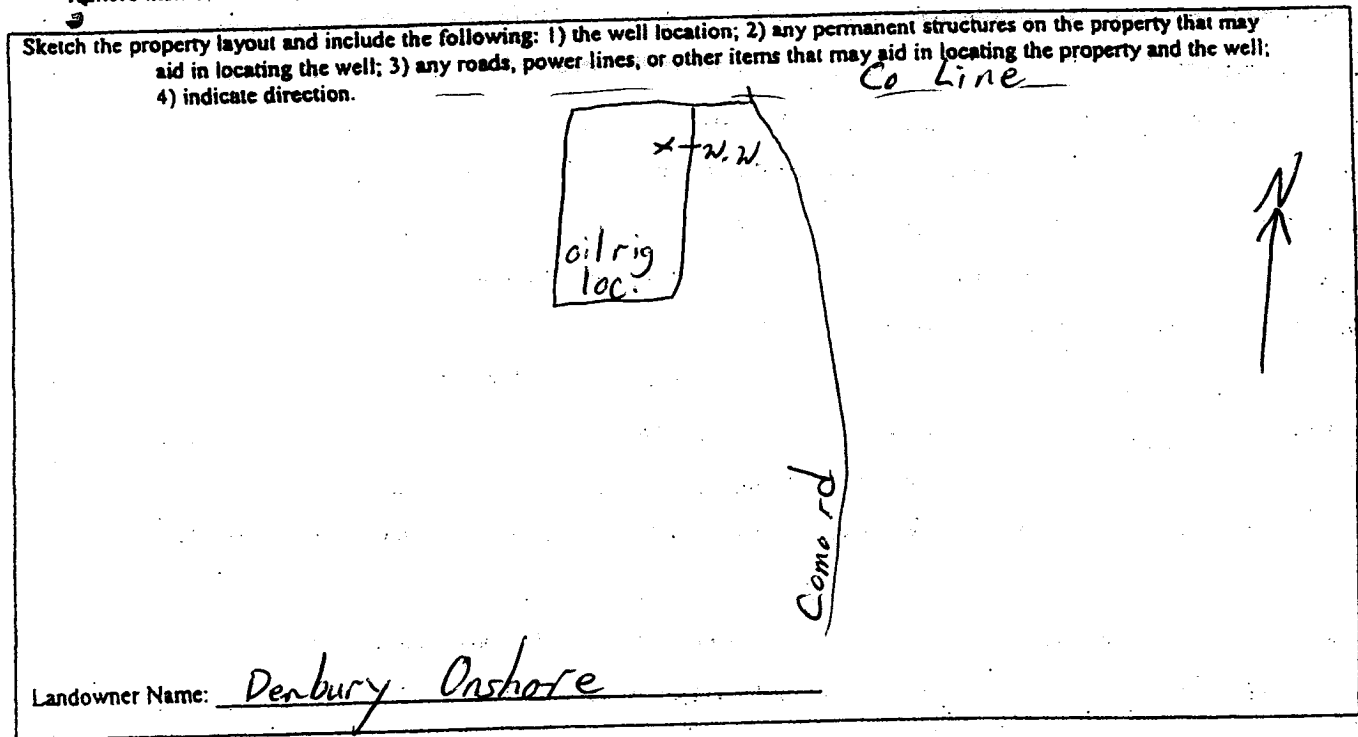 Sketch the property layout and include the following: 1) the well location; 2) any permanent structures on the property that may
aid in locating the well; 3) any roads, power lines, or other items that may aid in locating the property and the well;
4) indicate direction.
Co Line
X W.W.
N
oil rig
loc.
Como rd
Landowner Name: Denbury Onshore